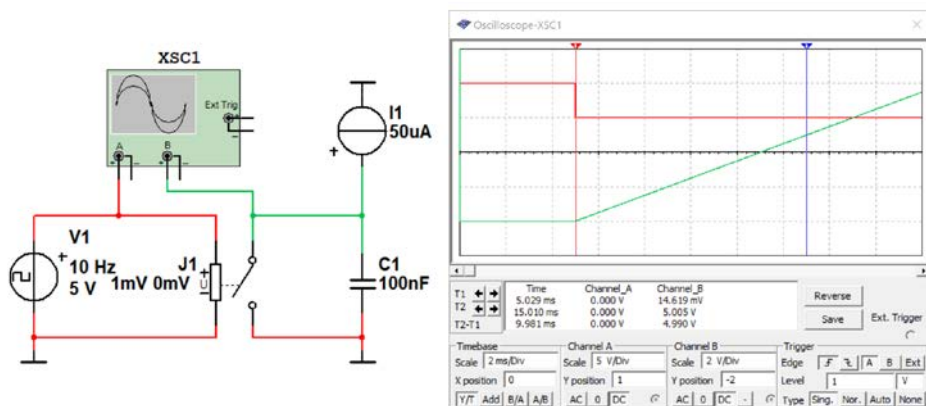 XSC1
Ext Trig
+
-
A
B
+ - + -
I1
50uA
+
V1
+
10 Hz
5 V
J1
1mV 0mV
+
U
C1
100nF
Oscilloscope-XSC1
1
2
Time Channel_A Channel_B
T1 5.029 ms 0.000 V 14.619 mV
T2 15.010 ms 0.000 V 5.005 V
T2-T1 9.981 ms 0.000 V 4.990 V
Reverse
Save
Ext. Trigger
Timebase Channel A Channel B Trigger
Scale 2 ms/Div Scale 5 V/Div Scale 2 V/Div Edge A B Ext
X position 0 Y position 1 Y position -2 Level 1 V
Y/T Add B/A A/B AC 0 DC AC 0 DC - Type Sing. Nor. Auto None